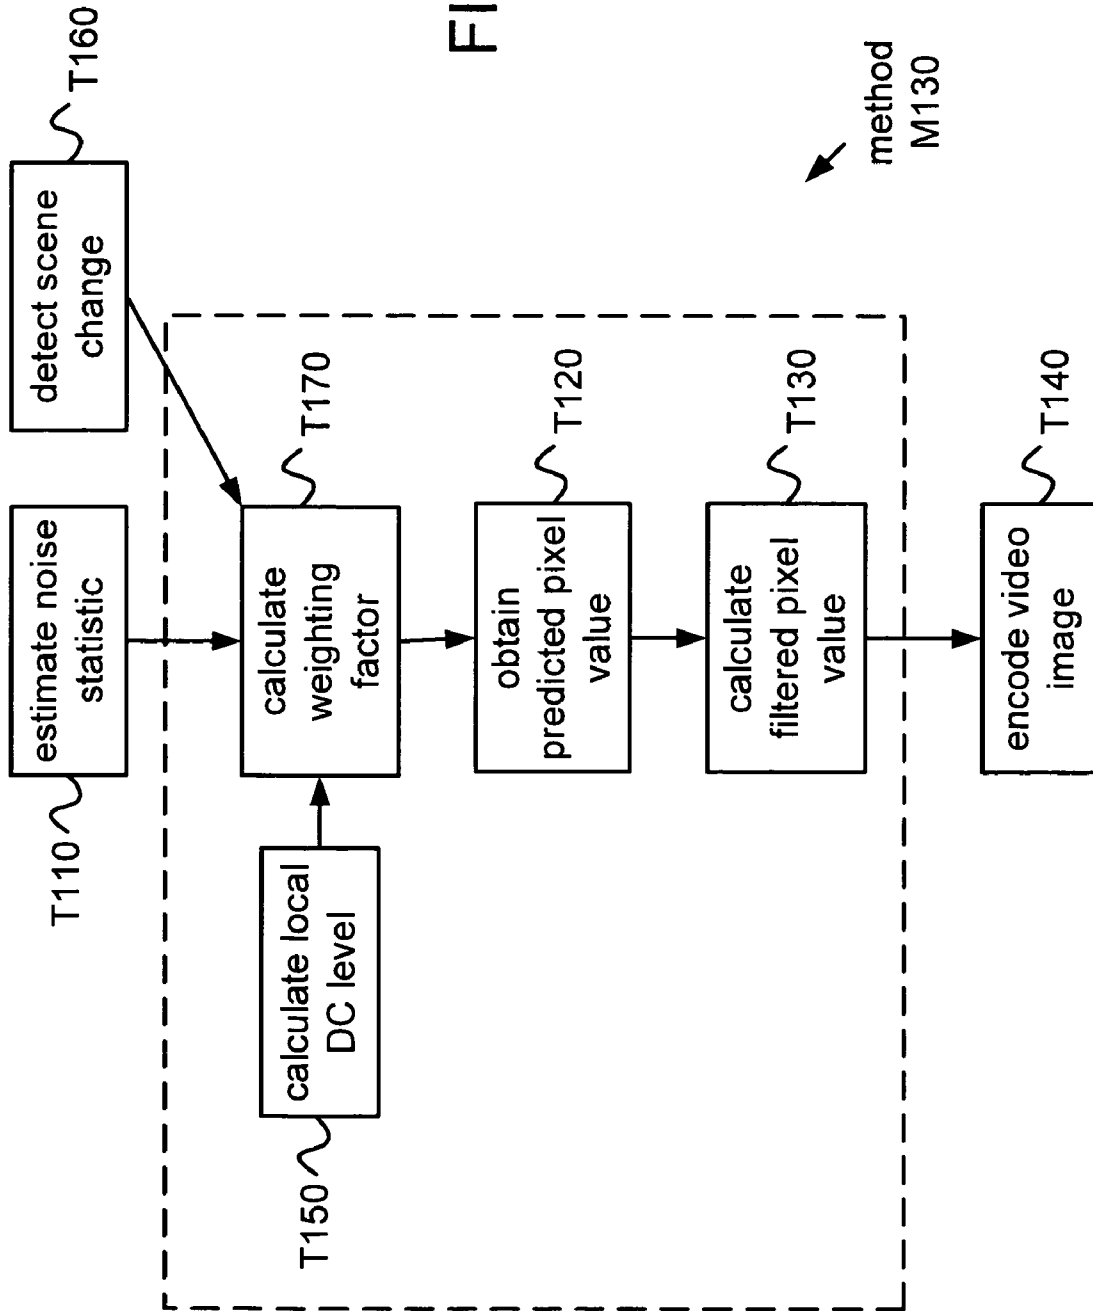 T160
detect scene
change
FI
estimate noise
statistic
T110
calculate
weighting
factor
T170
calculate local
DC level
T150
obtain
predicted pixel
value
T120
calculate
filtered pixel
value
T130
encode video
image
T140
method
M130